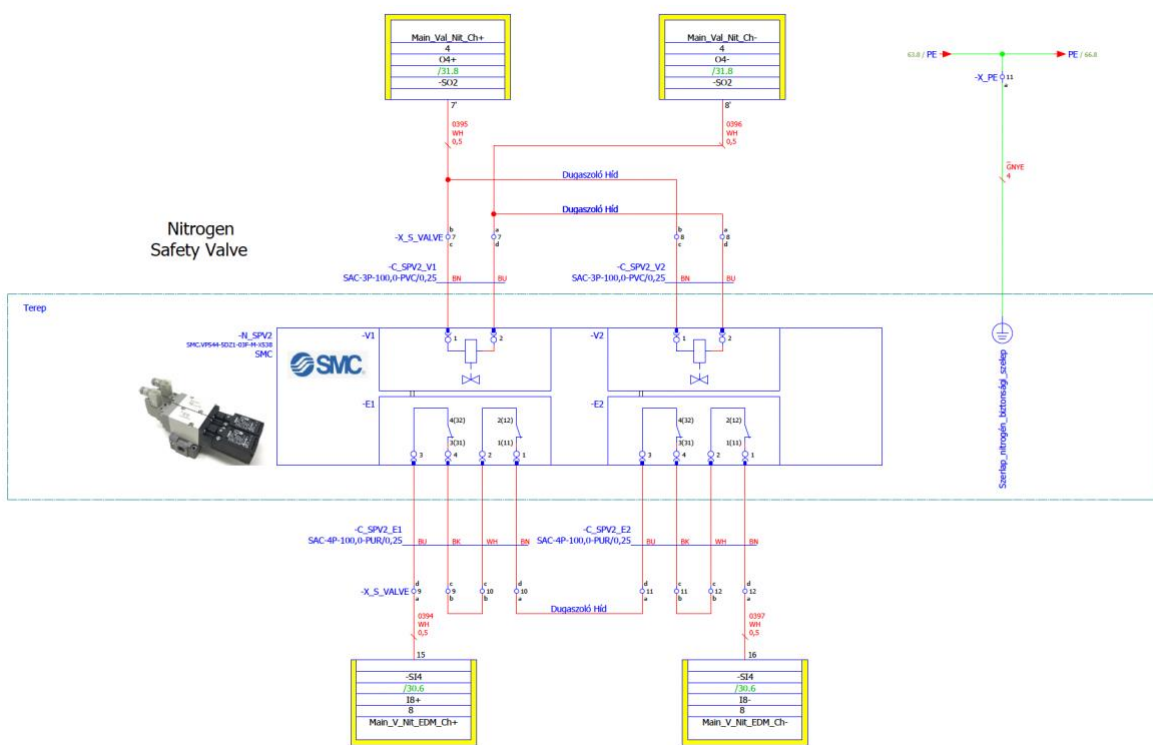 Main_Val_Nit_Ch+
4
O4+
/31.8
-SO2
7'
Main_Val_Nit_Ch-
4
O4-
/31.8
-SO2
8'
63.8 / PE
PE / 66.8
-X_PE 11
a
GNYE
4
0395
WH
0,5
0396
WH
0,5
Dugaszoló Híd
Dugaszoló Híd
Nitrogen
Safety Valve
-X_S_VALVE
b
7
c
a
7
d
b
8
c
a
8
d
-C_SPV2_V1
SAC-3P-100,0-PVC/0,25
BN
BU
-C_SPV2_V2
SAC-3P-100,0-PVC/0,25
BN
BU
Terep
-N_SPV2
SMC
SMC.
-V1
1
2
-V2
1
2
-E1
4(32)
3(31)
2(12)
1(11)
3
4
2
1
-E2
4(32)
3(31)
2(12)
1(11)
3
4
2
1
Szerlap_nitrogén_biztonsági_szelep
-C_SPV2_E1
SAC-4P-100,0-PUR/0,25
BU
BK
WH
BN
-C_SPV2_E2
SAC-4P-100,0-PUR/0,25
BU
BK
WH
BN
-X_S_VALVE
d
9
a
c
9
b
c
10
b
d
10
a
d
11
a
c
11
b
c
12
b
d
12
a
Dugaszoló Híd
0394
WH
0,5
0397
WH
0,5
15
-SI4
/30.6
I8+
8
Main_V_Nit_EDM_Ch+
16
-SI4
/30.6
I8-
8
Main_V_Nit_EDM_Ch-